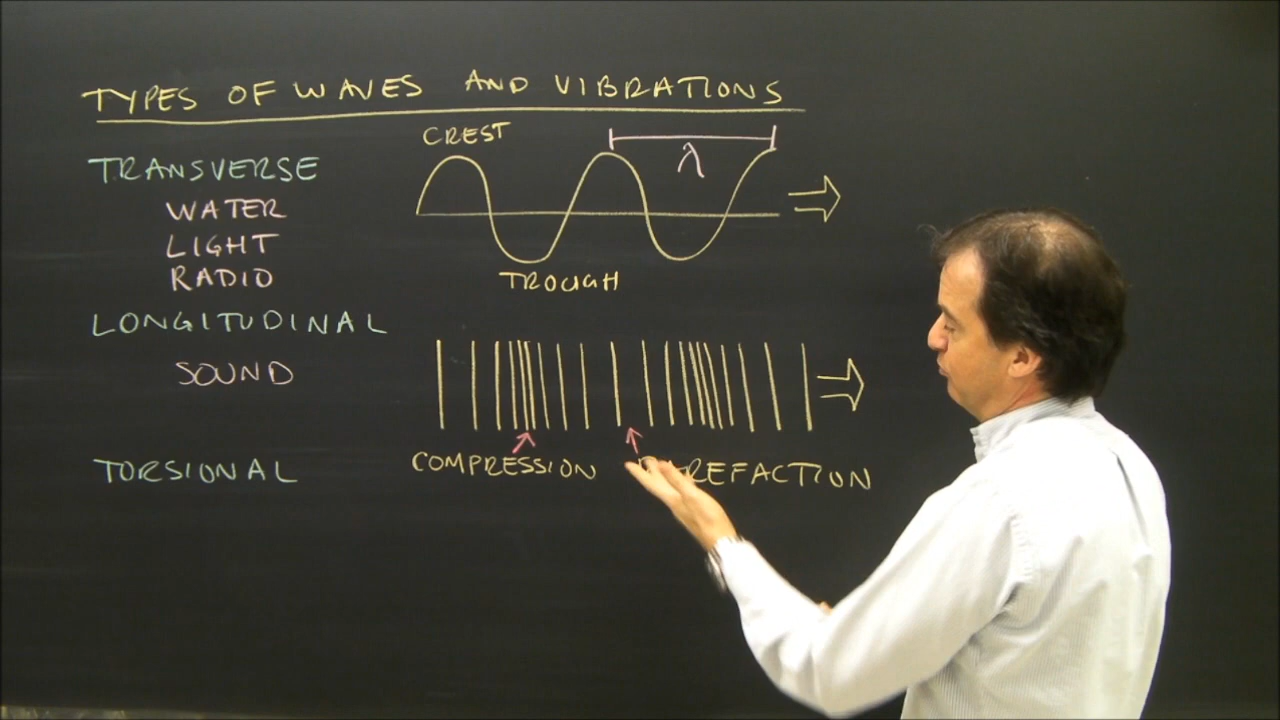 TYPES OF WAVES AND VIBRATIONS
CREST
λ
TRANSVERSE
WATER
LIGHT
RADIO
TROUGH
LONGITUDINAL
SOUND
COMPRESSION
TORSIONAL